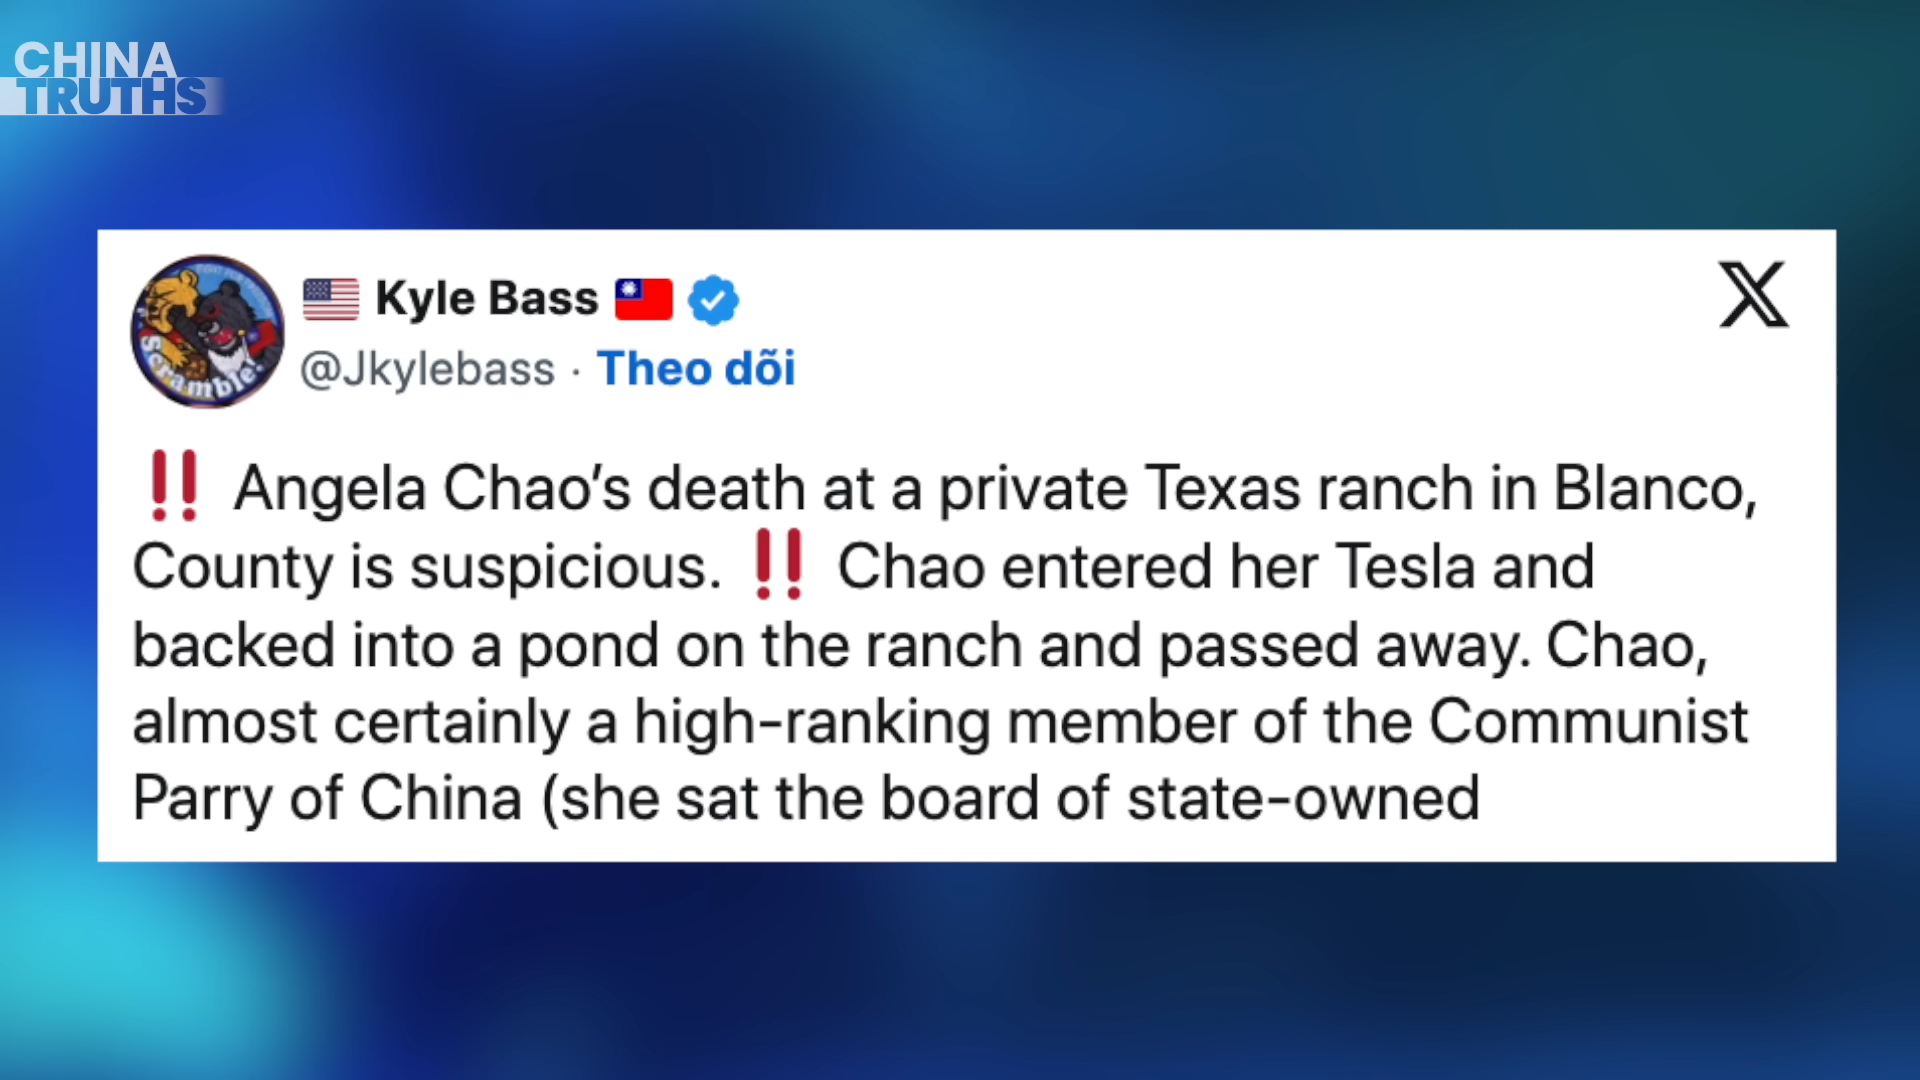 CHINA
TRUTHS
🇺🇸 Kyle Bass 🇹🇼
@Jkylebass · Theo dõi
‼️ Angela Chao’s death at a private Texas ranch in Blanco,
County is suspicious. ‼️ Chao entered her Tesla and
backed into a pond on the ranch and passed away. Chao,
almost certainly a high-ranking member of the Communist
Parry of China (she sat the board of state-owned
Scramble!